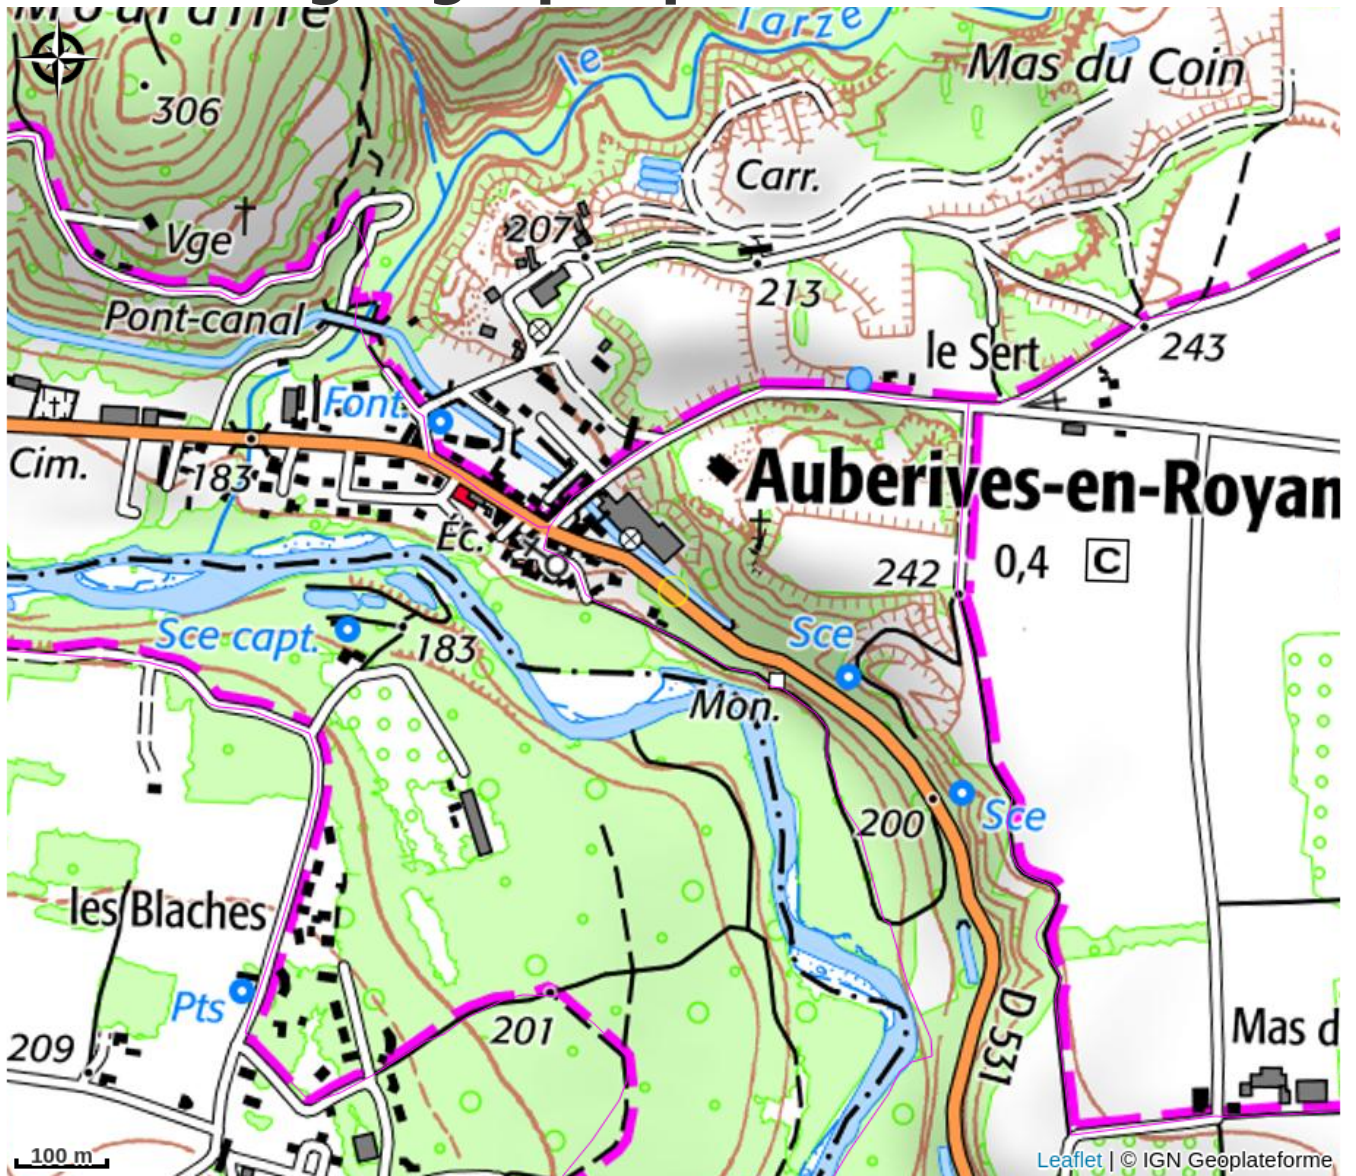 le Tarze
Mas du Coin
306
Carr.
Vge
207
Pont-canal
213
le Sert
243
Font.
Cim.
183
Auberives-en-Royan
Éc.
242
0,4 C
Sce capt.
183
Sce
Mon.
200
Sce
les Blaches
Pts
201
209
D 531
Mas d
100 m
Leaflet | © IGN Geoplateforme